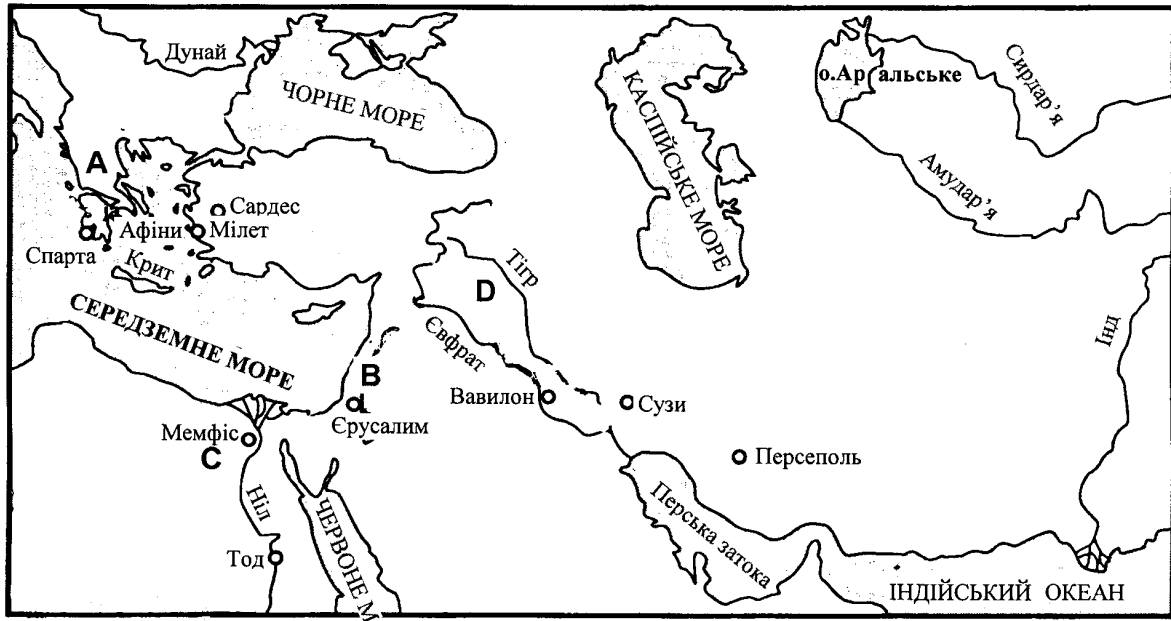 Дунай
ЧОРНЕ МОРЕ
КАСПІЙСЬКЕ МОРЕ
о.Аральське
Сирдар’я
Амудар’я
A
Сардес
Афіни
Мілет
Спарта
Крит
СЕРЕДЗЕМНЕ МОРЕ
D
Тігр
Євфрат
Інд
B
Вавилон
Сузи
Єрусалим
Мемфіс
C
Персеполь
Ніл
ЧЕРВОНЕ М
Перська затока
Тод
ІНДІЙСЬКИЙ ОКЕАН